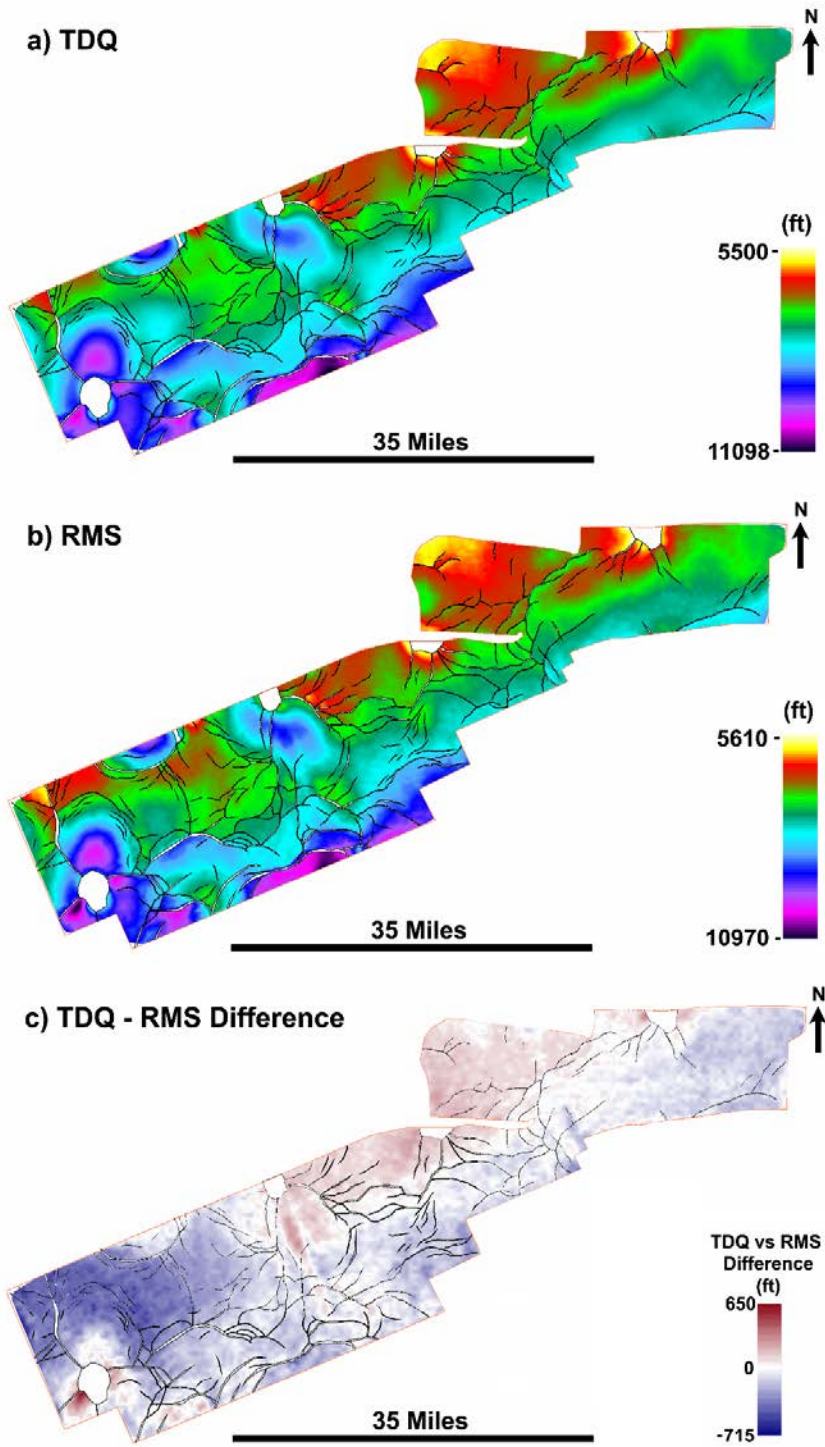 a) TDQ
N
(ft)
5500
11098
35 Miles
b) RMS
N
(ft)
5610
10970
35 Miles
c) TDQ - RMS Difference
N
TDQ vs RMS
Difference
(ft)
650
0
-715
35 Miles